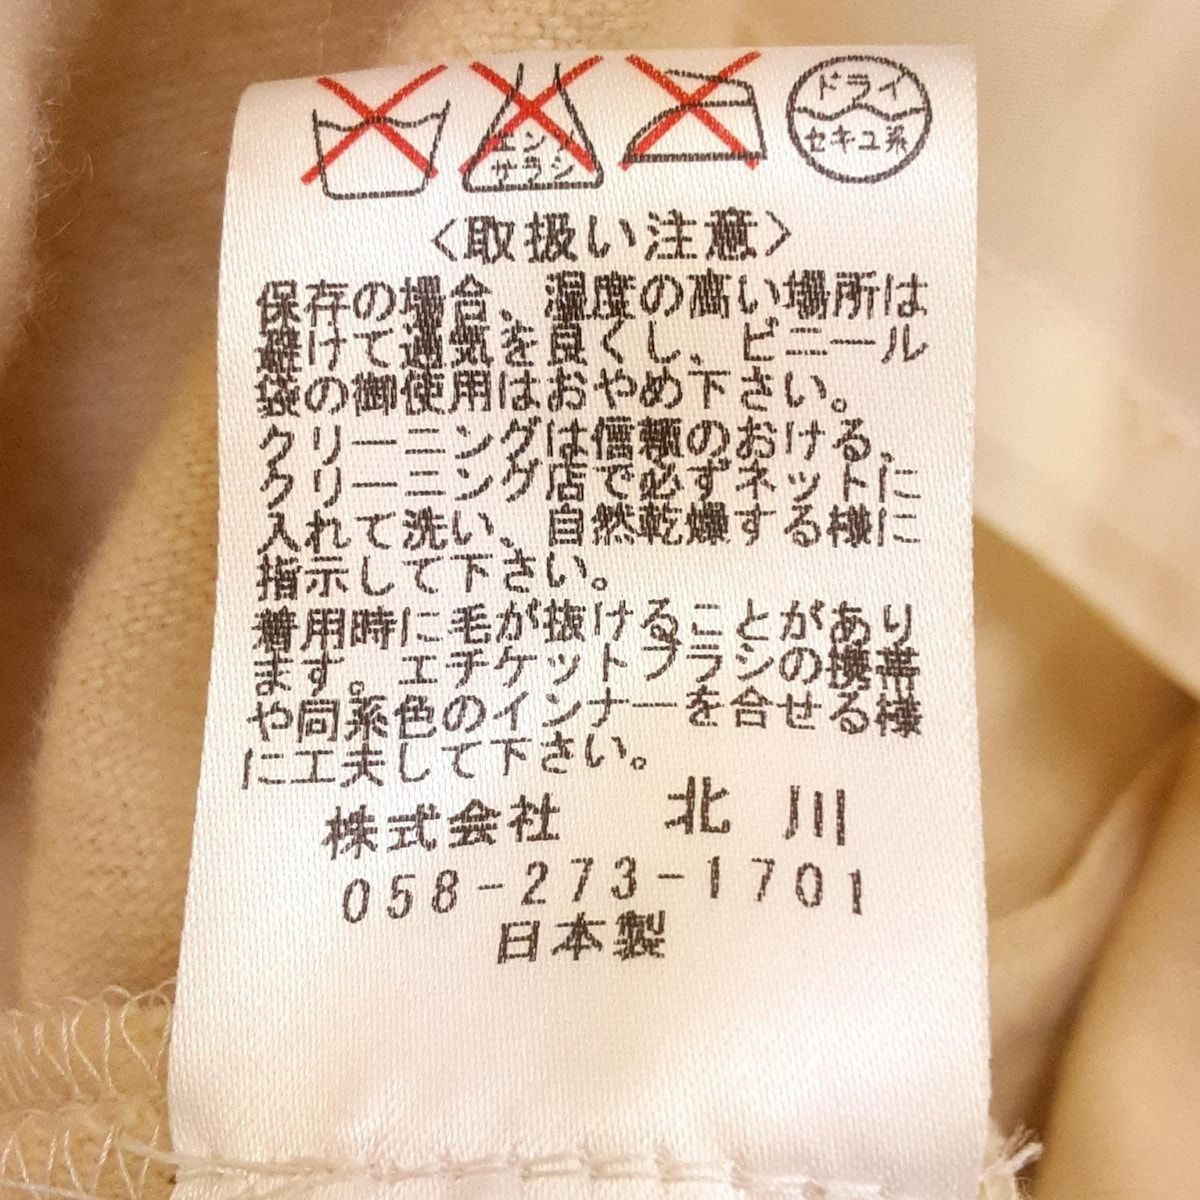 エンソ
サラシ
ドライ
セキユ系
〈取扱い注意〉
保存の場合、湿度の高い場所は
避けて通気を良くし、ビニール
袋の御使用はおやめ下さい。
クリーニングは信頼のおける、
クリーニング店で必ずネットに
入れて洗い、自然乾燥する様に
指示して下さい。
着用時に毛が抜けることがあり
ます。エチケットブラシの携帯
や同系色のインナーを合せる様
に工夫して下さい。
株式会社 北川
058-273-1701
日本製